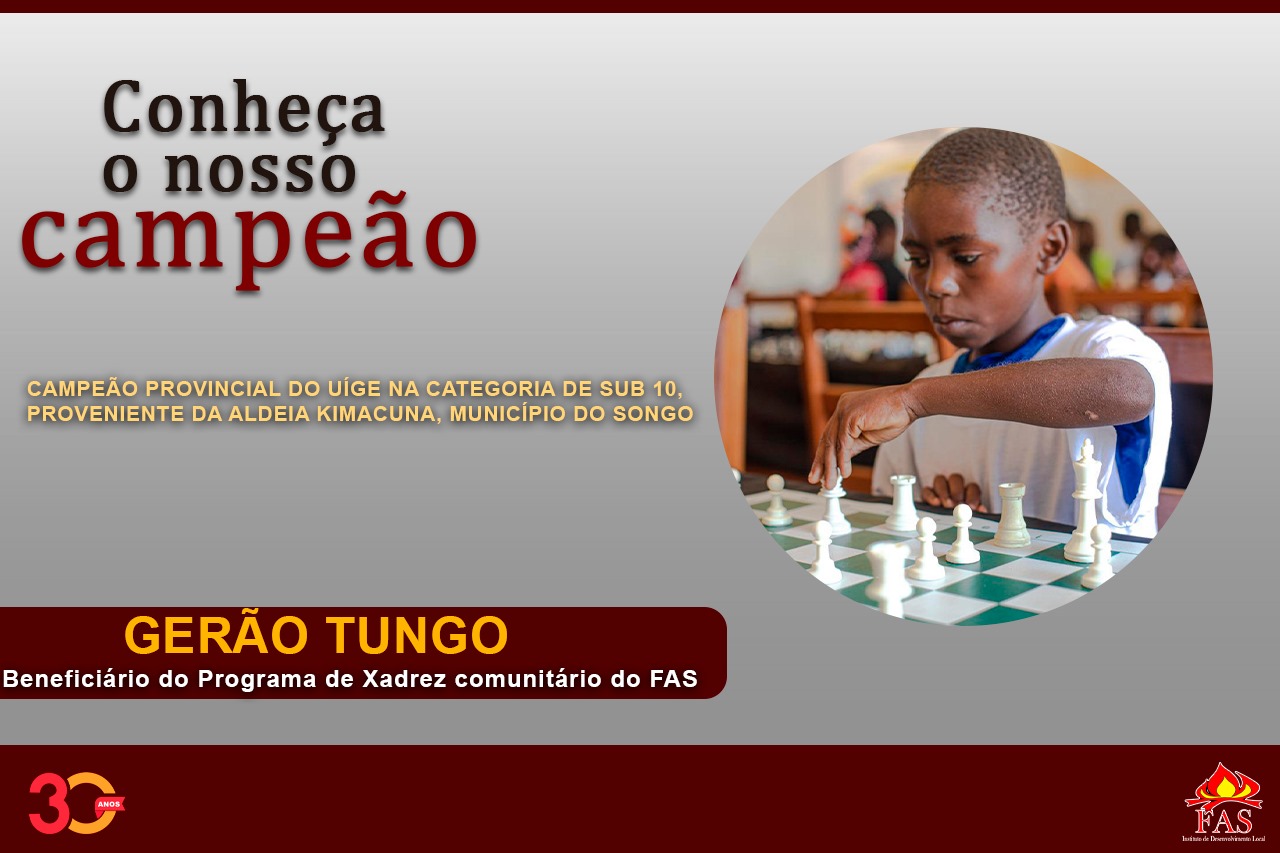 Conheça
o nosso
campeão
CAMPEÃO PROVINCIAL DO UÍGE NA CATEGORIA DE SUB 10,
PROVENIENTE DA ALDEIA KIMACUNA, MUNICÍPIO DO SONGO
GERÃO TUNGO
Beneficiário do Programa de Xadrez comunitário do FAS
30
ANOS
FAS
Instituto de Desenvolvimento Local